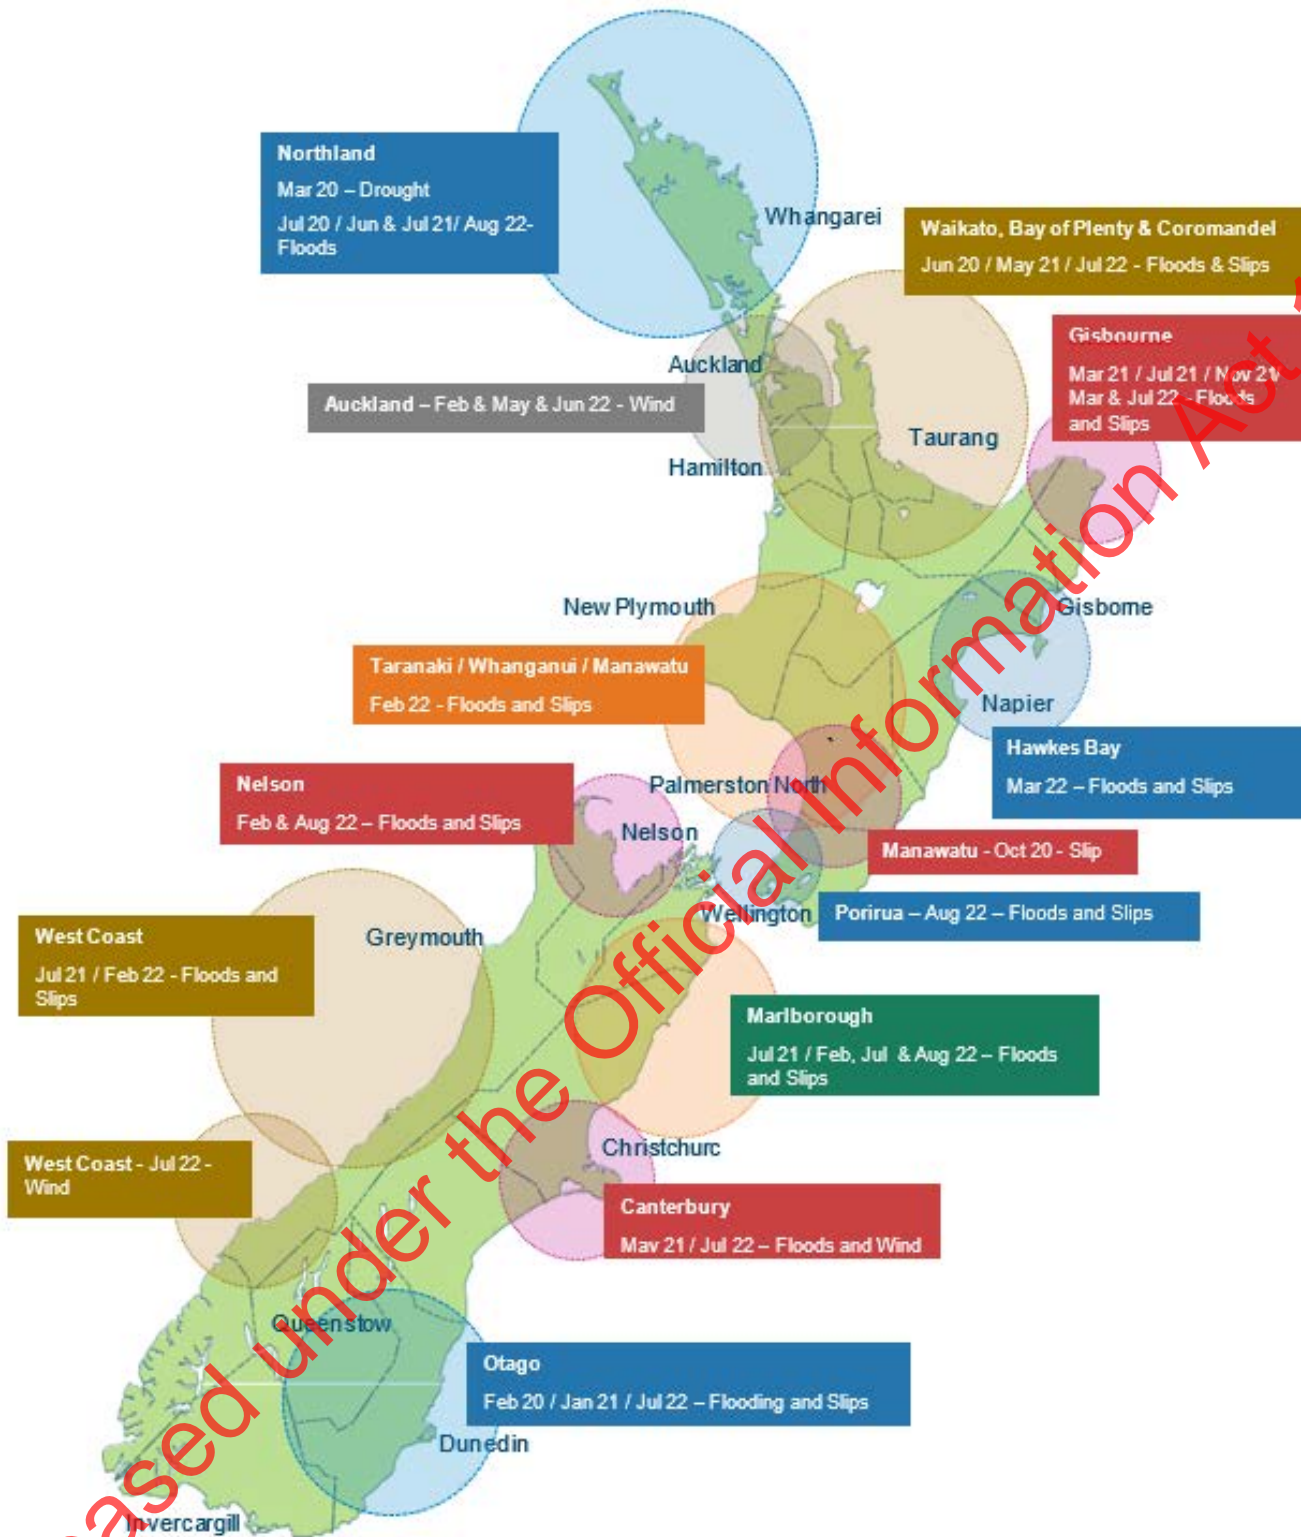 Northland
Mar 20 – Drought
Jul 20 / Jun & Jul 21/ Aug 22-
Floods
Whangarei
Waikato, Bay of Plenty & Coromandel
Jun 20 / May 21 / Jul 22 - Floods & Slips
Gisbourne
Mar 21 / Jul 21 / Nov 21/
Mar & Jul 22 - Floods
and Slips
Auckland
Auckland – Feb & May & Jun 22 - Wind
Taurang
Hamilton
New Plymouth
Gisborne
Taranaki / Whanganui / Manawatu
Feb 22 - Floods and Slips
Napier
Hawkes Bay
Mar 22 – Floods and Slips
Nelson
Feb & Aug 22 – Floods and Slips
Palmerston North
Nelson
Manawatu - Oct 20 - Slip
Wellington
Porirua – Aug 22 – Floods and Slips
West Coast
Jul 21 / Feb 22 - Floods and
Slips
Greymouth
Marlborough
Jul 21 / Feb, Jul & Aug 22 – Floods
and Slips
Christchurc
West Coast - Jul 22 -
Wind
Canterbury
May 21 / Jul 22 – Floods and Wind
Queenstow
Otago
Feb 20 / Jan 21 / Jul 22 – Flooding and Slips
Dunedin
Invercargill
ased under the Official Information Act